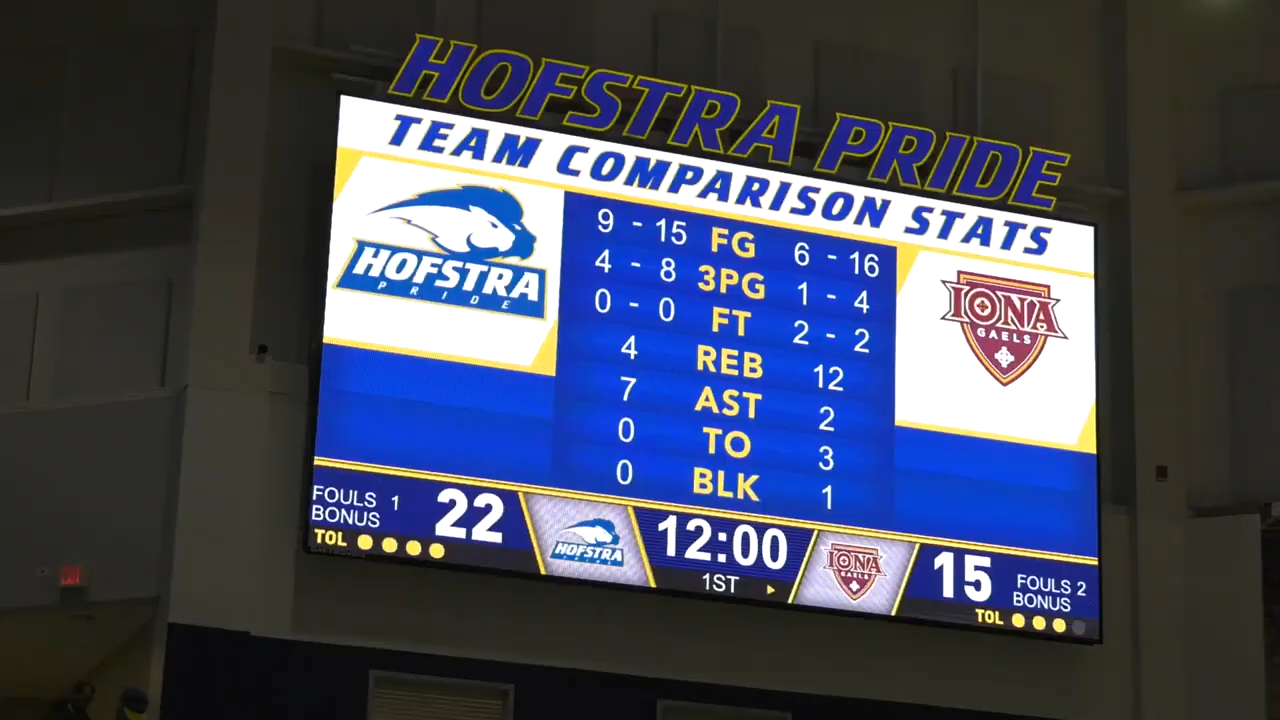 HOFSTRA PRIDE
TEAM COMPARISON STATS
HOFSTRA
PRIDE
IONA
GAELS
9 - 15 FG 6 - 16
4 - 8 3PG 1 - 4
0 - 0 FT 2 - 2
4 REB 12
7 AST 2
0 TO 3
0 BLK 1
FOULS 1
BONUS
TOL
22
HOFSTRA
12:00
1ST
IONA
GAELS
15
FOULS 2
BONUS
TOL